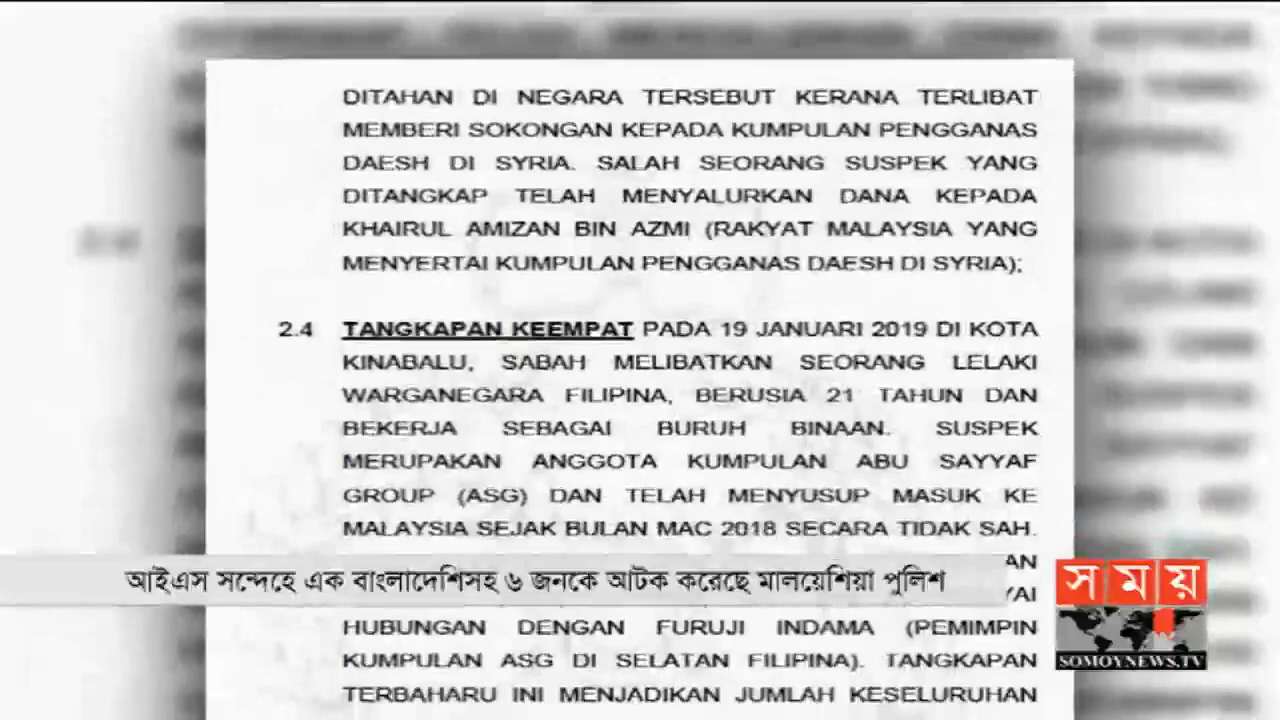 DITAHAN DI NEGARA TERSEBUT KERANA TERLIBAT
MEMBERI SOKONGAN KEPADA KUMPULAN PENGGANAS
DAESH DI SYRIA. SALAH SEORANG SUSPEK YANG
DITANGKAP TELAH MENYALURKAN DANA KEPADA
KHAIRUL AMIZAN BIN AZMI (RAKYAT MALAYSIA YANG
MENYERTAI KUMPULAN PENGGANAS DAESH DI SYRIA);
2.4 TANGKAPAN KEEMPAT PADA 19 JANUARI 2019 DI KOTA
KINABALU, SABAH MELIBATKAN SEORANG LELAKI
WARGANEGARA FILIPINA, BERUSIA 21 TAHUN DAN
BEKERJA SEBAGAI BURUH BINAAN. SUSPEK
MERUPAKAN ANGGOTA KUMPULAN ABU SAYYAF
GROUP (ASG) DAN TELAH MENYUSUP MASUK KE
MALAYSIA SEJAK BULAN MAC 2018 SECARA TIDAK SAH.
আইএস সন্দেহে এক বাংলাদেশিসহ ৬ জনকে আটক করেছে মালয়েশিয়া পুলিশ
HUBUNGAN DENGAN FURUJI INDAMA (PEMIMPIN
KUMPULAN ASG DI SELATAN FILIPINA). TANGKAPAN
TERBAHARU INI MENJADIKAN JUMLAH KESELURUHAN
সময়
SOMOYNEWS.TV